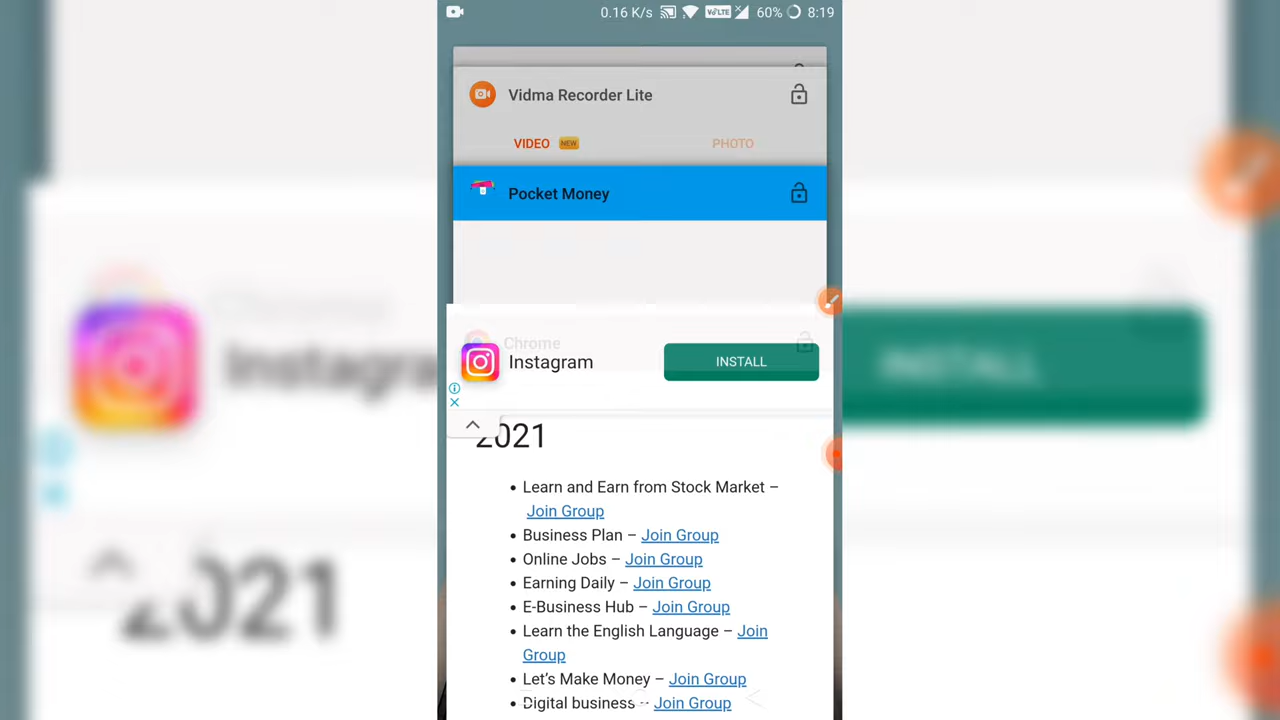 0.16 K/s VoLTE 60% 8:19
Vidma Recorder Lite
VIDEO NEW PHOTO
Pocket Money
Chrome
Instagram INSTALL
2021
Learn and Earn from Stock Market –
Join Group
Business Plan – Join Group
Online Jobs – Join Group
Earning Daily – Join Group
E-Business Hub – Join Group
Learn the English Language – Join
Group
Let's Make Money – Join Group
Digital business – Join Group